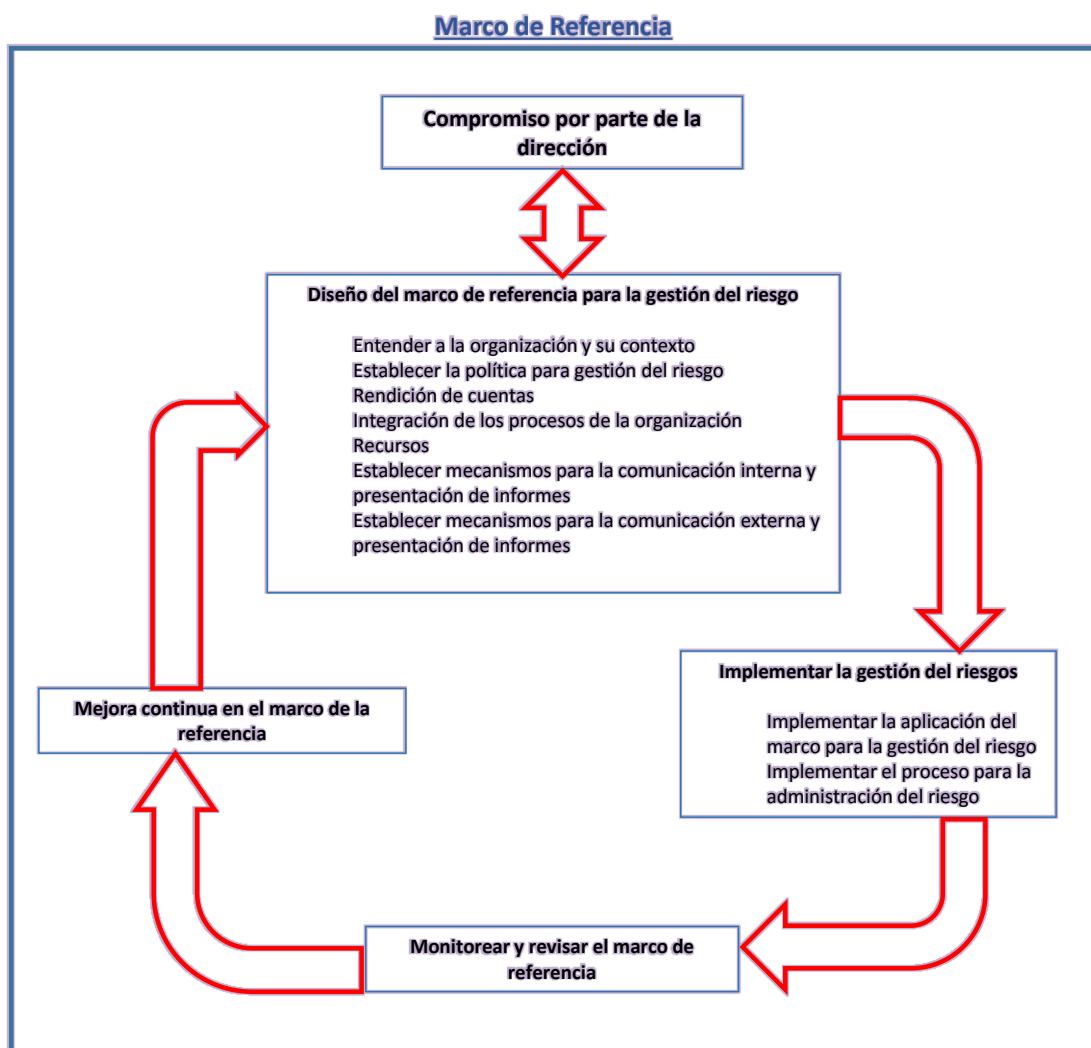 Marco de Referencia
Compromiso por parte de la
dirección
Diseño del marco de referencia para la gestión del riesgo
Entender a la organización y su contexto
Establecer la política para gestión del riesgo
Rendición de cuentas
Integración de los procesos de la organización
Recursos
Establecer mecanismos para la comunicación interna y
presentación de informes
Establecer mecanismos para la comunicación externa y
presentación de informes
Implementar la gestión del riesgos
Implementar la aplicación del
marco para la gestión del riesgo
Implementar el proceso para la
administración del riesgo
Mejora continua en el marco de la
referencia
Monitorear y revisar el marco de
referencia